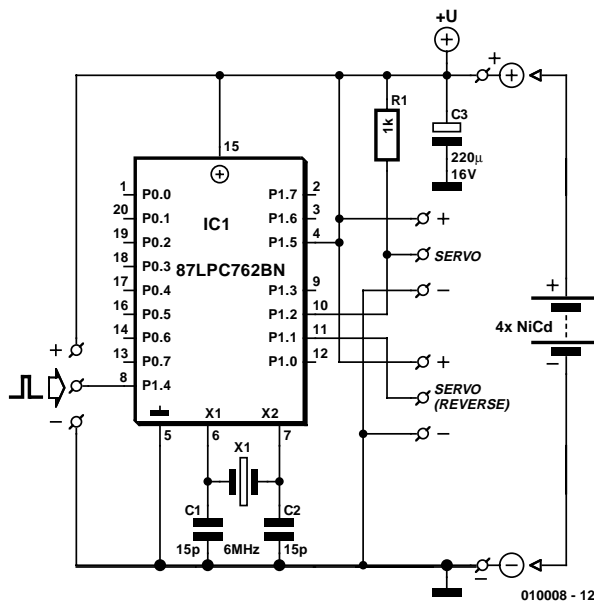 +U
+
R1
1k
C3
220µ
16V
15
IC1
87LPC762BN
1 P0.0
20 P0.1
19 P0.2
18 P0.3
17 P0.4
16 P0.5
14 P0.6
13 P0.7
8 P1.4
P1.7 2
P1.6 3
P1.5 4
P1.3 9
P1.2 10
P1.1 11
P1.0 12
X1
X2
5
6
7
+
−
+
SERVO
−
+
SERVO
(REVERSE)
−
+
4x NiCd
−
X1
C1
C2
15p
6MHz
15p
−
010008 - 12